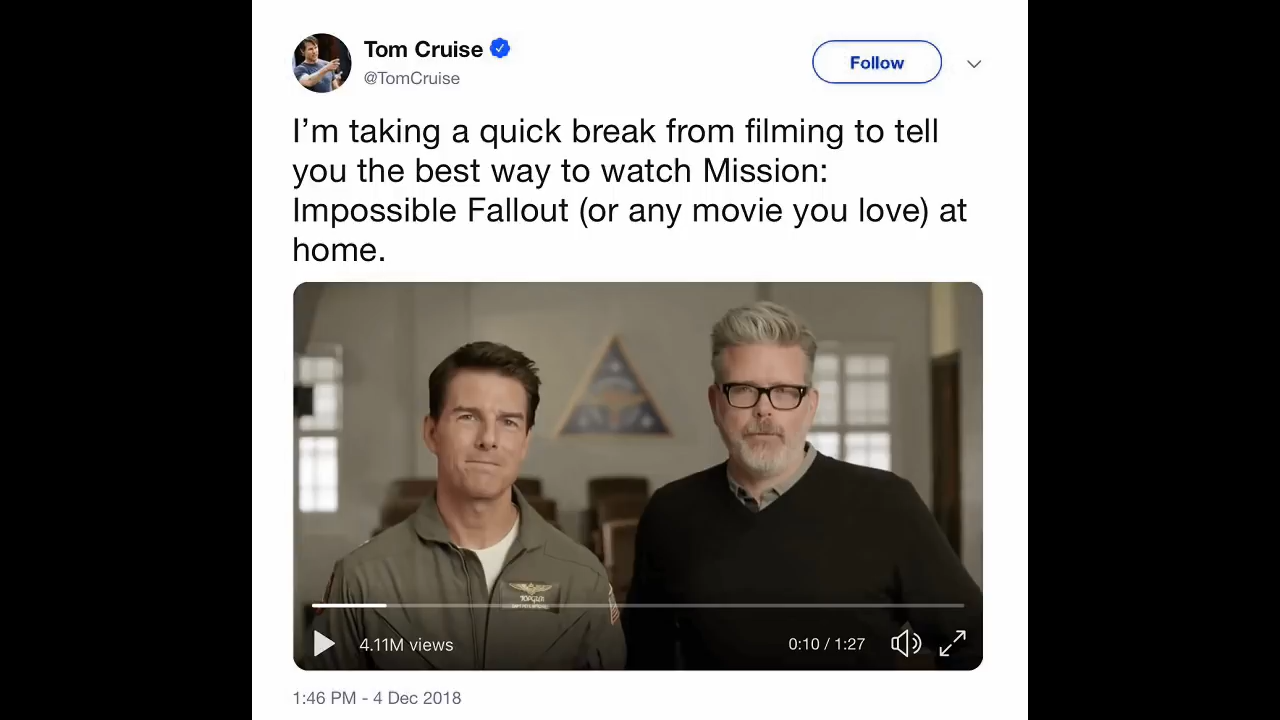 Tom Cruise
@TomCruise
Follow
I'm taking a quick break from filming to tell
you the best way to watch Mission:
Impossible Fallout (or any movie you love) at
home.
TOPGUN
4.11M views
0:10 / 1:27
1:46 PM - 4 Dec 2018